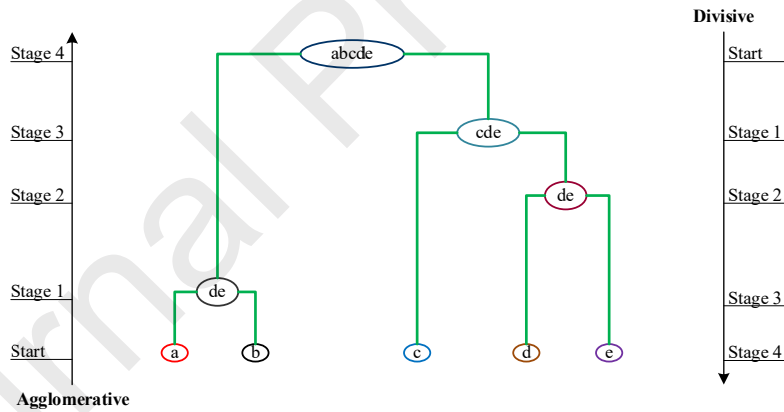 Divisive
Stage 4
abcde
Start
Stage 3
cde
Stage 1
Stage 2
de
Stage 2
Stage 1
de
Stage 3
Start
a
b
c
d
e
Stage 4
Agglomerative